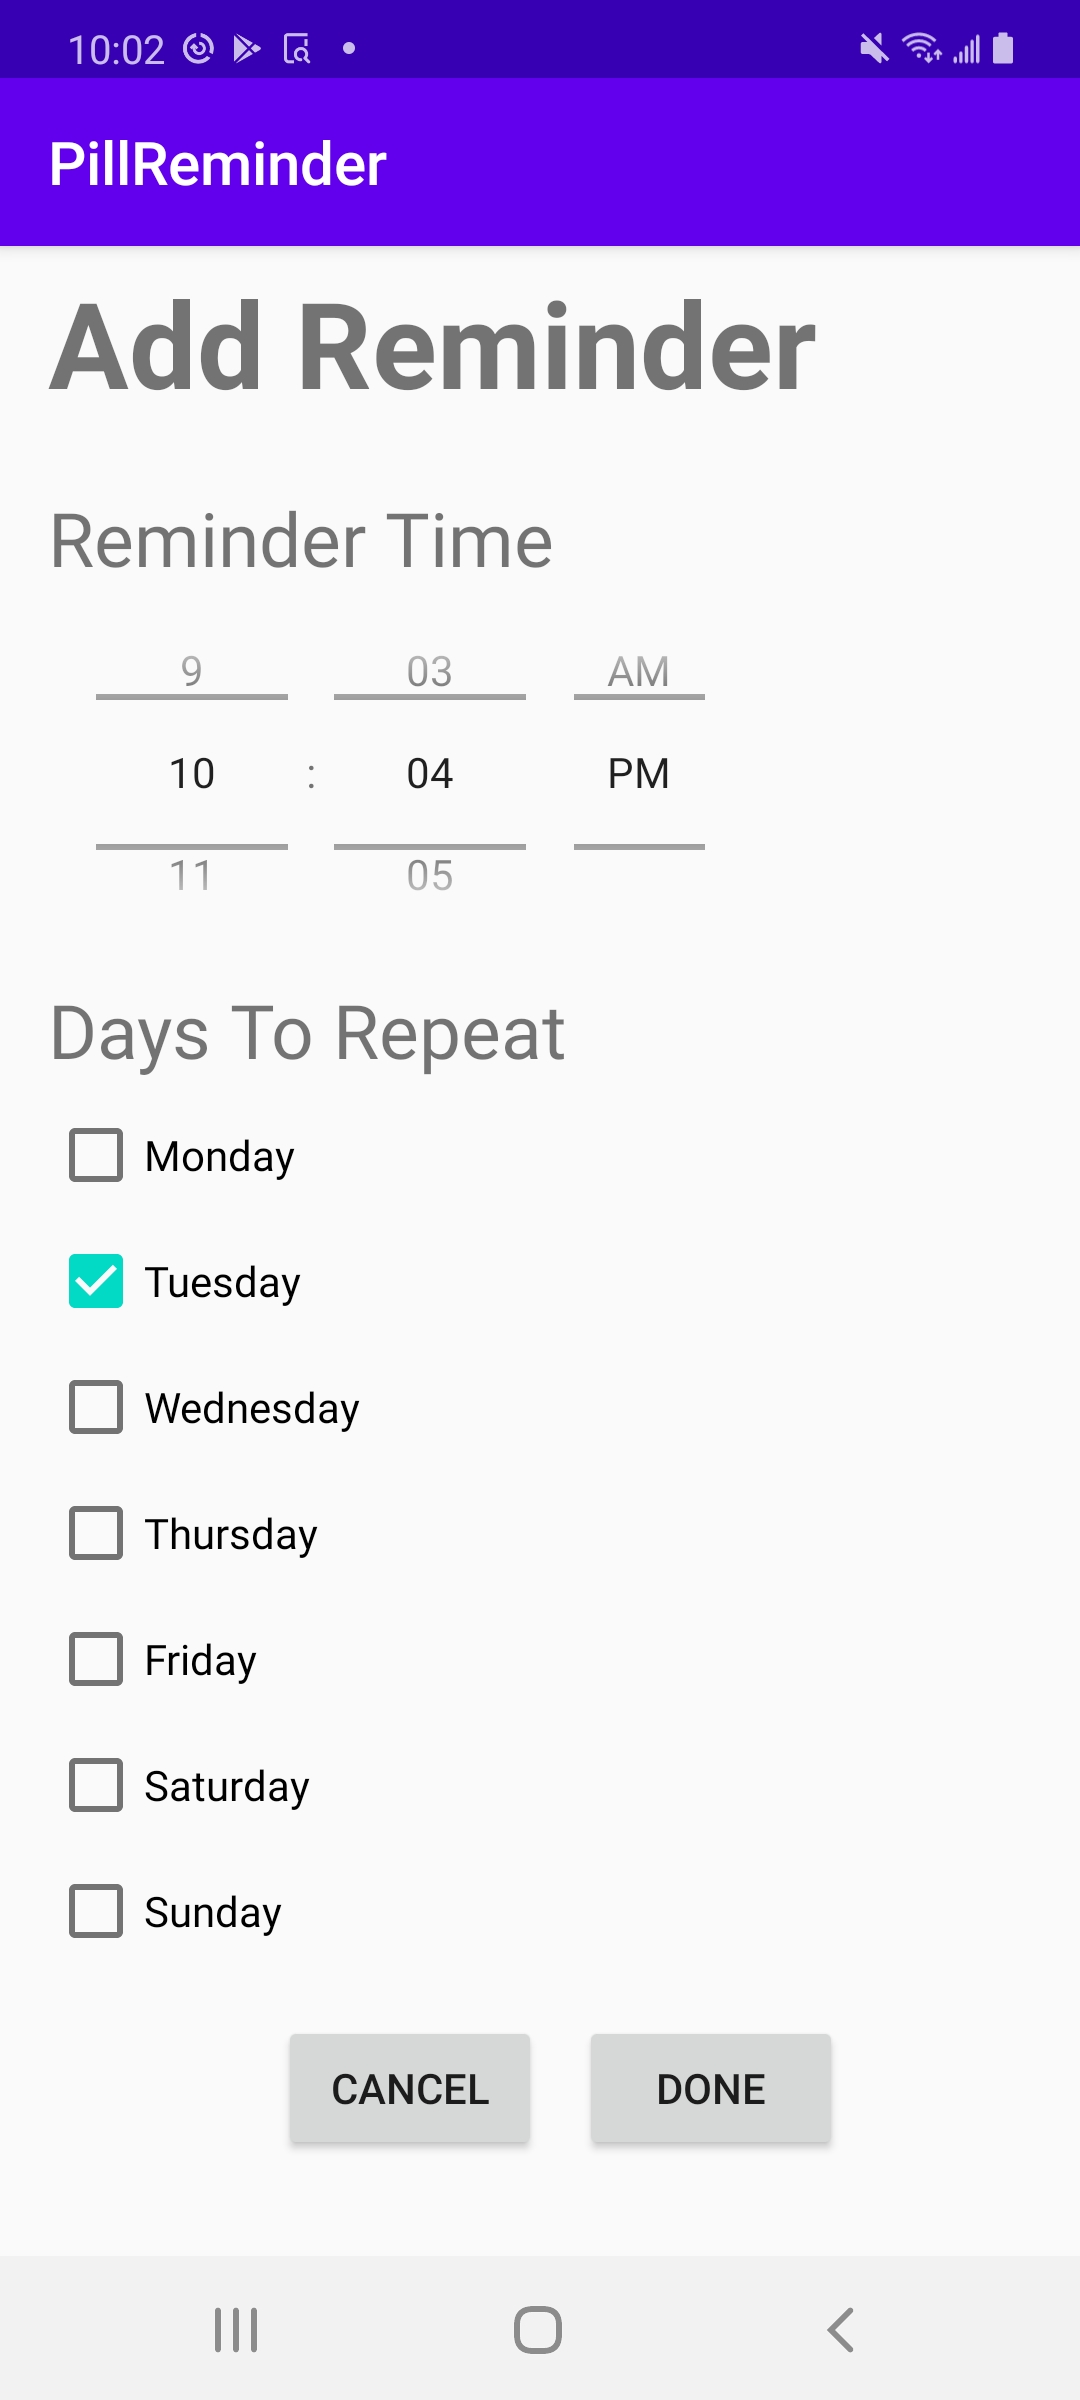 10:02
PillReminder
Add Reminder
Reminder Time
9 03 AM
10 : 04 PM
11 05
Days To Repeat
Monday
Tuesday
Wednesday
Thursday
Friday
Saturday
Sunday
CANCEL DONE